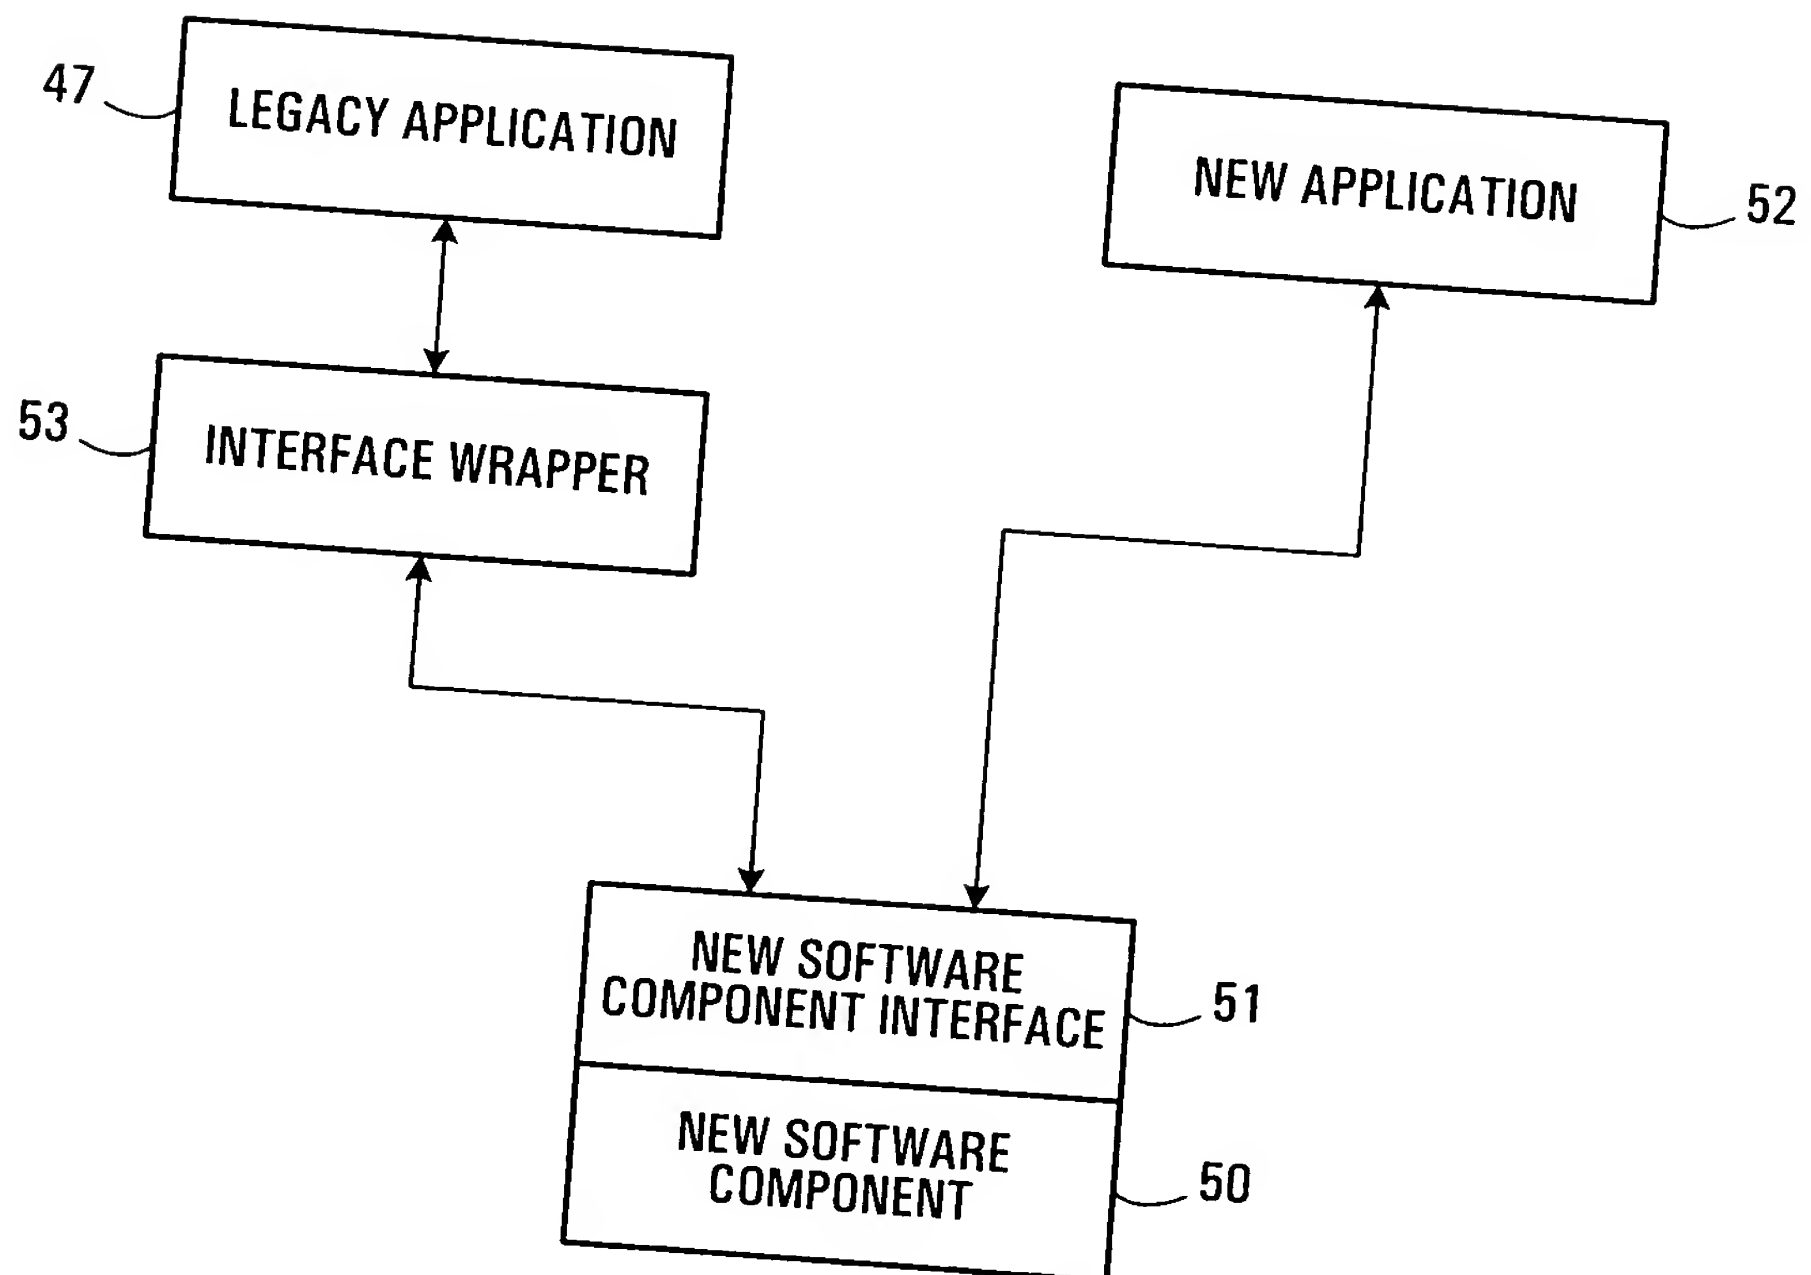 47
LEGACY APPLICATION
NEW APPLICATION
52
53
INTERFACE WRAPPER
NEW SOFTWARE
COMPONENT INTERFACE
51
NEW SOFTWARE
COMPONENT
50